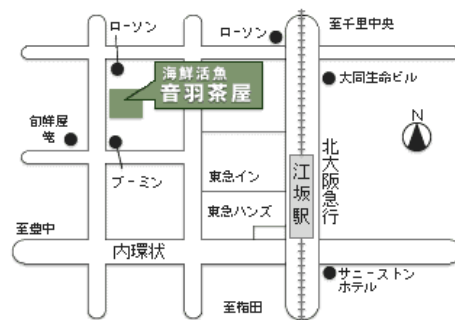 ローソン
ローソン
至千里中央
海鮮活魚
音羽茶屋
大同生命ビル
N
旬鮮屋
ブーミン
東急イン
江坂駅
北大阪急行
東急ハンズ
至豊中
内環状
サニーストン
ホテル
至梅田